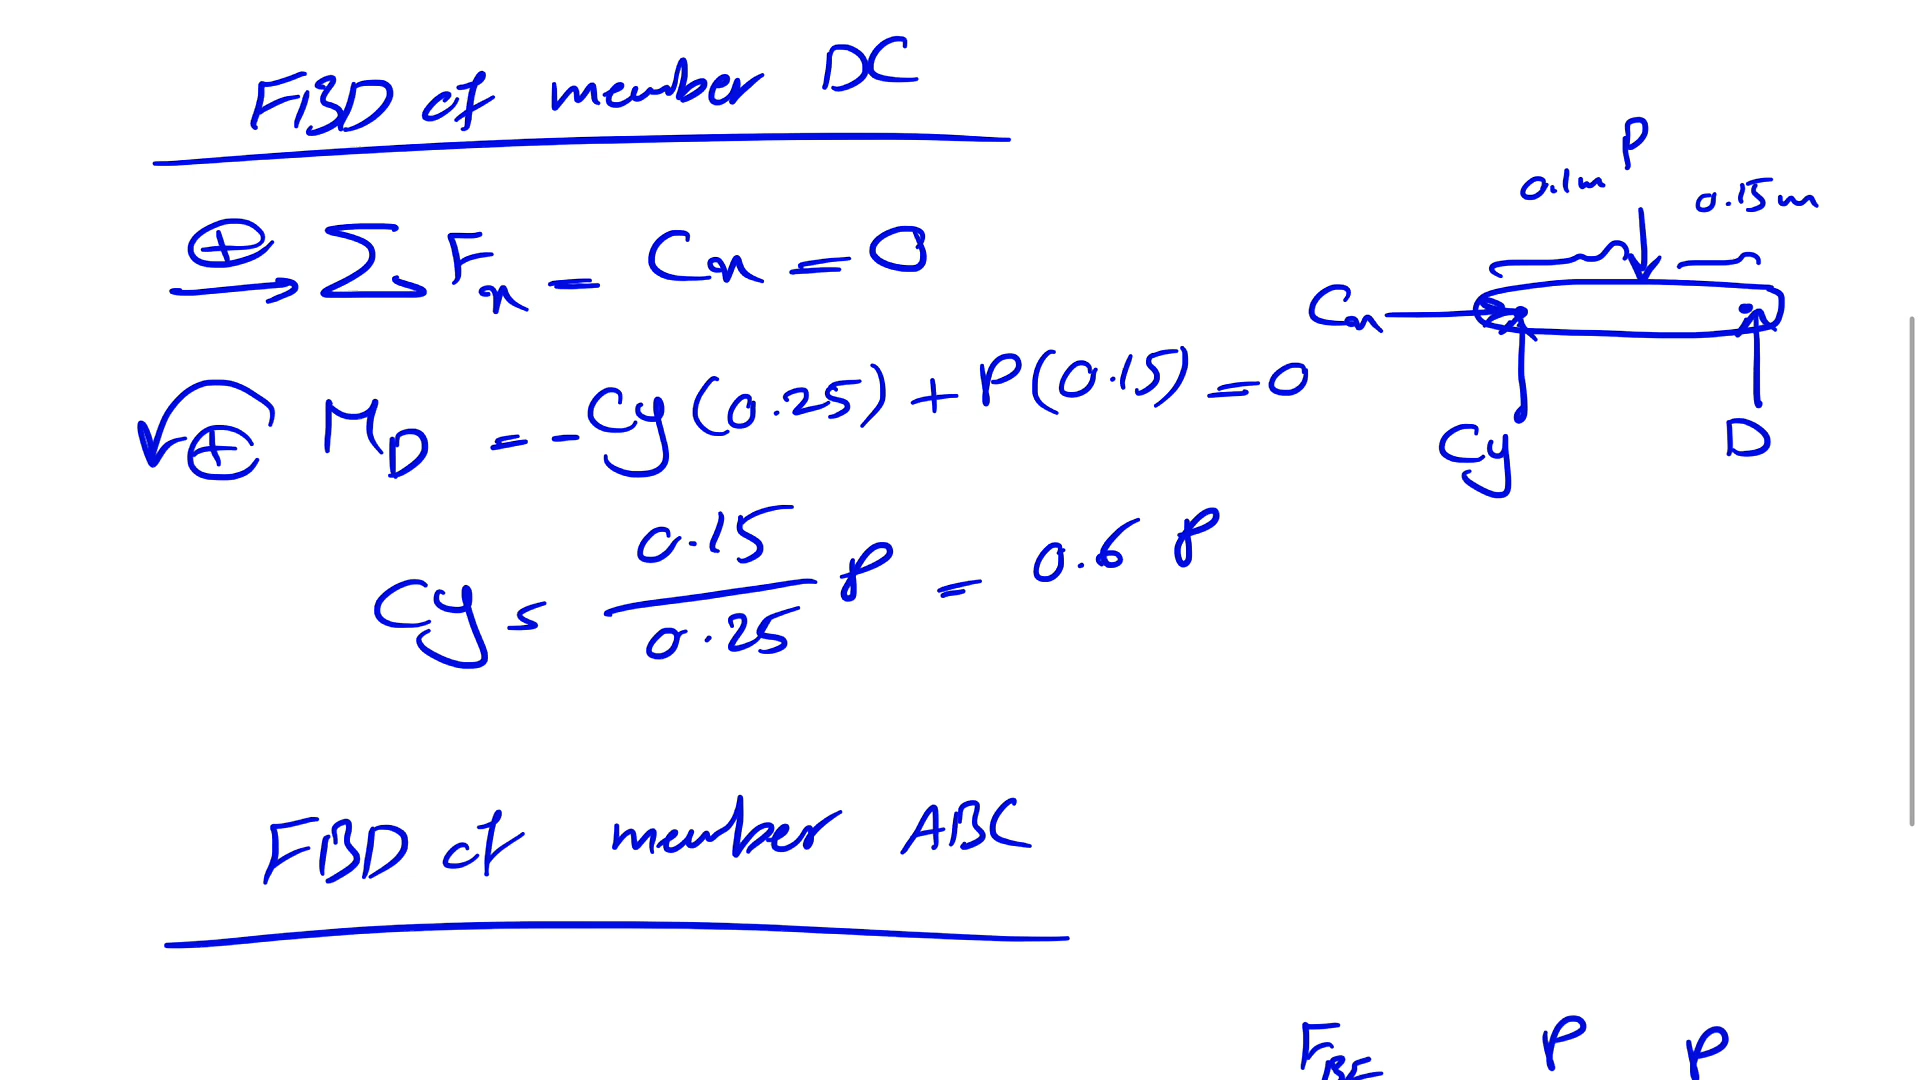 FBD of member DC
P
0.1m
0.15m
⊕→ ΣFx = Cx = 0
Cx
⊕ MD = -Cy(0.25) + P(0.15) = 0
Cy
D
Cy = 0.15/0.25 P = 0.6 P
FBD of member ABC
FBE P P